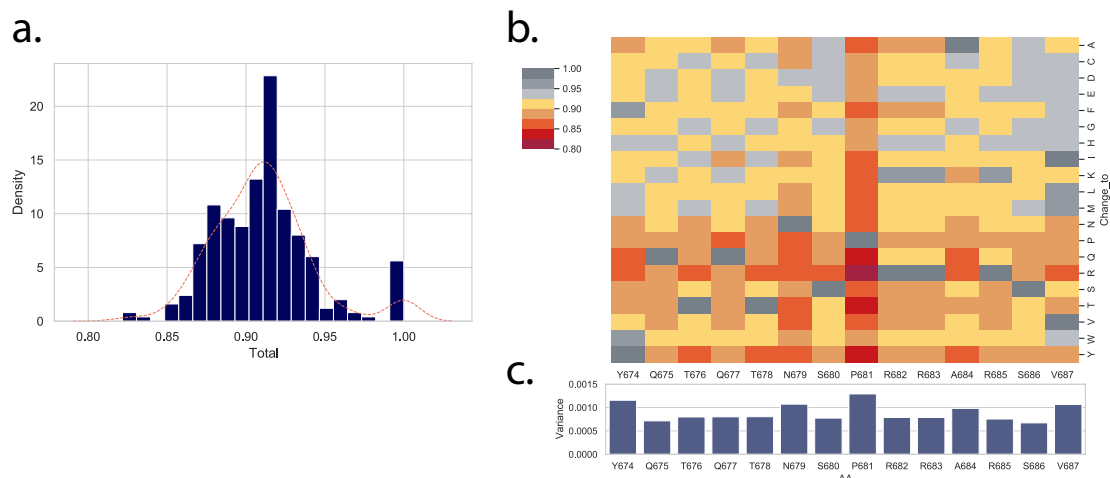 a.
20
15
10
5
0
Density
0.80
0.85
0.90
0.95
1.00
Total
b.
1.00
0.95
0.90
0.85
0.80
A
C
D
E
F
G
H
I
K
L
M
N
P
Q
R
S
T
V
W
Y
Change_to
Y674 Q675 T676 Q677 T678 N679 S680 P681 R682 R683 A684 R685 S686 V687
c.
0.0015
0.0010
0.0005
0.0000
Variance
Y674 Q675 T676 Q677 T678 N679 S680 P681 R682 R683 A684 R685 S686 V687